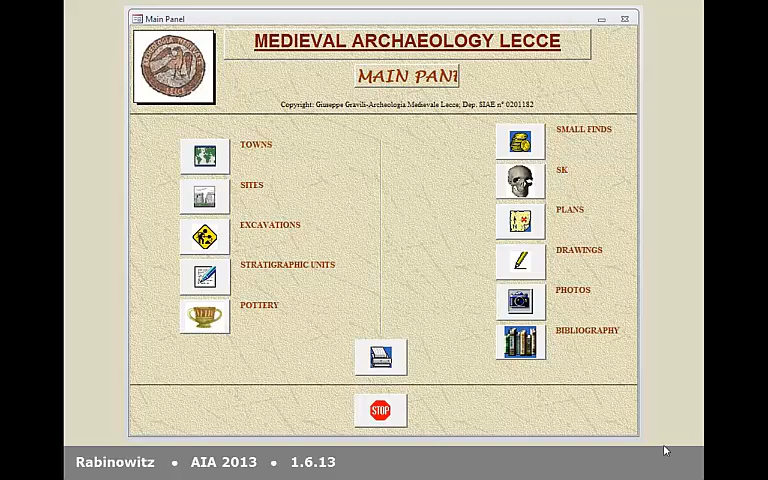 Main Panel
MEDIEVAL ARCHAEOLOGY LECCE
MAIN PAN
Copyright: Giuseppe Gravili-Archeologia Medievale Lecce; Dep. SIAE n° 0201182
TOWNS
SITES
EXCAVATIONS
STRATIGRAPHIC UNITS
POTTERY
SMALL FINDS
SK
PLANS
DRAWINGS
PHOTOS
BIBLIOGRAPHY
STOP
Rabinowitz • AIA 2013 • 1.6.13